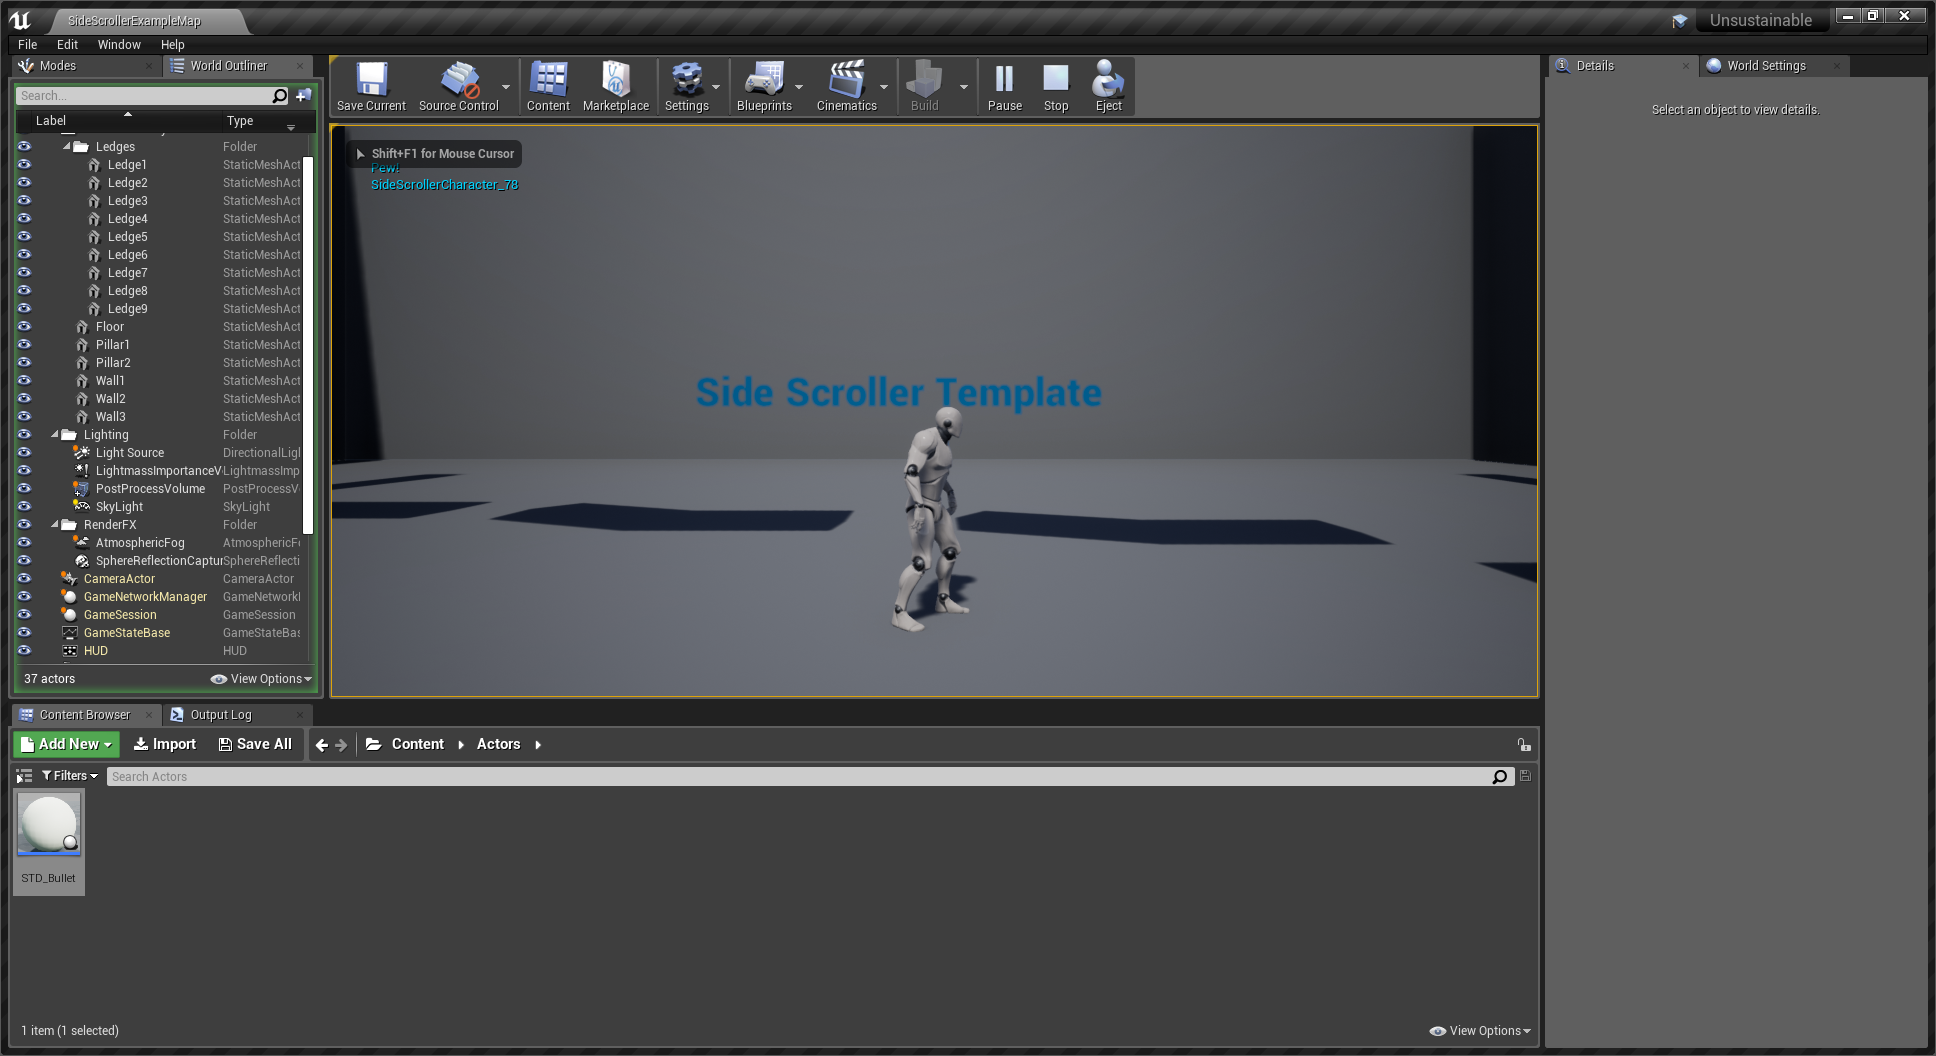 SideScrollerExampleMap
Unsustainable
File Edit Window Help
Modes
World Outliner
Search...
Label Type
Ledges Folder
Ledge1 StaticMeshAct
Ledge2 StaticMeshAct
Ledge3 StaticMeshAct
Ledge4 StaticMeshAct
Ledge5 StaticMeshAct
Ledge6 StaticMeshAct
Ledge7 StaticMeshAct
Ledge8 StaticMeshAct
Ledge9 StaticMeshAct
Floor StaticMeshAct
Pillar1 StaticMeshAct
Pillar2 StaticMeshAct
Wall1 StaticMeshAct
Wall2 StaticMeshAct
Wall3 StaticMeshAct
Lighting Folder
Light Source DirectionalLigh
LightmassImportanceV LightmassImp
PostProcessVolume PostProcessV
SkyLight SkyLight
RenderFX Folder
AtmosphericFog AtmosphericF
SphereReflectionCaptur SphereReflecti
CameraActor CameraActor
GameNetworkManager GameNetwork
GameSession GameSession
GameStateBase GameStateBas
HUD HUD
37 actors
View Options
Save Current
Source Control
Content
Marketplace
Settings
Blueprints
Cinematics
Build
Pause
Stop
Eject
Shift+F1 for Mouse Cursor
Pew!
SideScrollerCharacter_78
Side Scroller Template
Details
World Settings
Select an object to view details.
Content Browser
Output Log
Add New
Import
Save All
Content
Actors
Filters
Search Actors
STD_Bullet
1 item (1 selected)
View Options